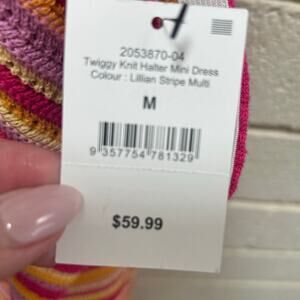 2053870-04
Twiggy Knit Halter Mini Dress
Colour : Lillian Stripe Multi
M
9 357754 781329
$59.99